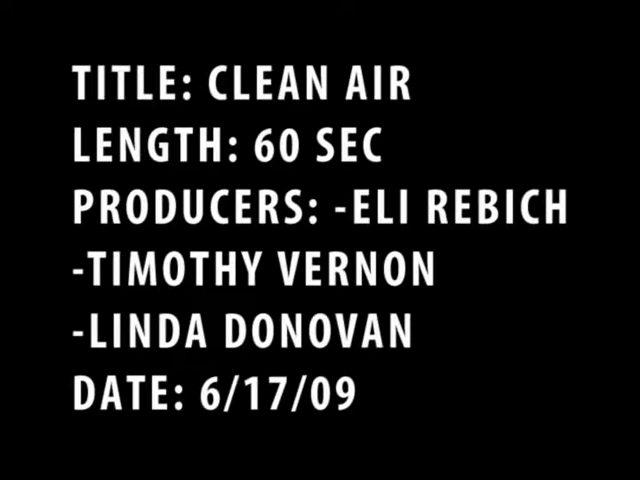 TITLE: CLEAN AIR
LENGTH: 60 SEC
PRODUCERS: -ELI REBICH
-TIMOTHY VERNON
-LINDA DONOVAN
DATE: 6/17/09